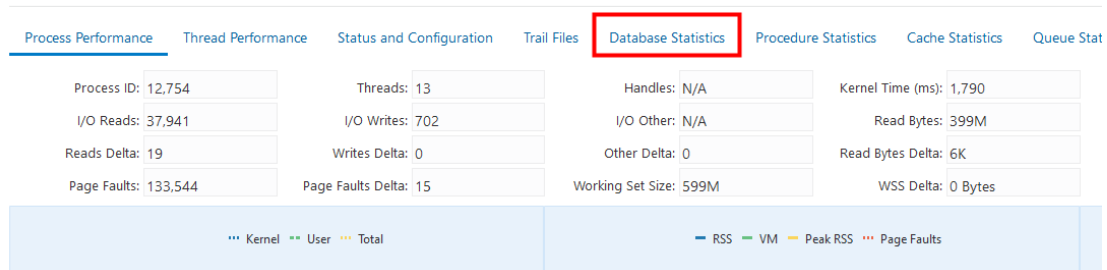 Process Performance Thread Performance Status and Configuration Trail Files Database Statistics Procedure Statistics Cache Statistics Queue Stat
Process ID: 12,754 Threads: 13 Handles: N/A Kernel Time (ms): 1,790
I/O Reads: 37,941 I/O Writes: 702 I/O Other: N/A Read Bytes: 399M
Reads Delta: 19 Writes Delta: 0 Other Delta: 0 Read Bytes Delta: 6K
Page Faults: 133,544 Page Faults Delta: 15 Working Set Size: 599M WSS Delta: 0 Bytes
Kernel User Total RSS VM Peak RSS Page Faults